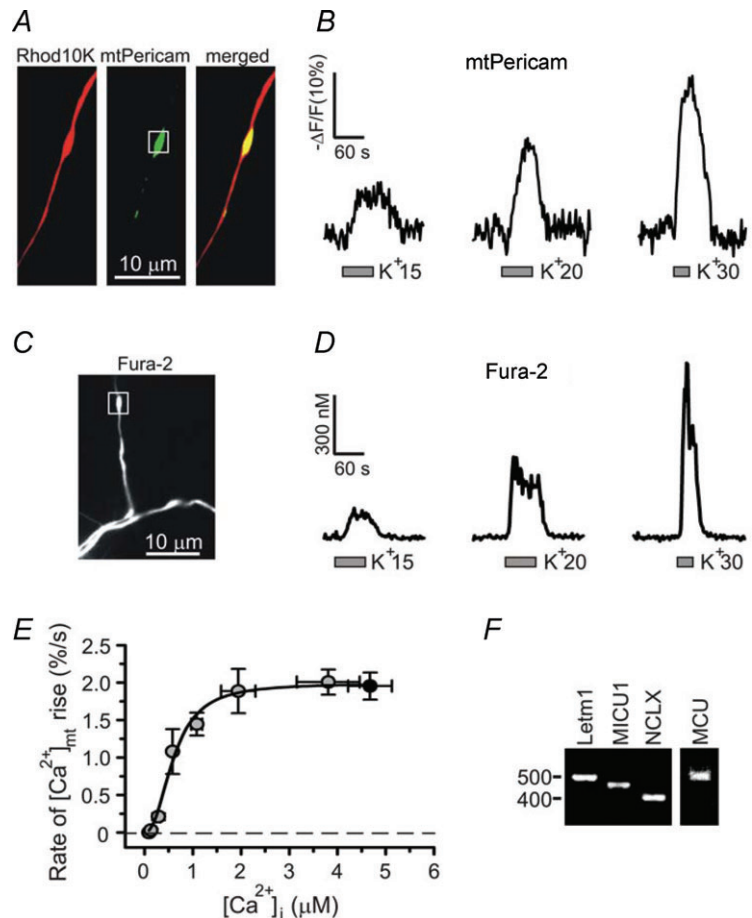 A
Rhod10K mtPericam merged
10 μm
B
mtPericam
-ΔF/F(10%)
60 s
K⁺15
K⁺20
K⁺30
C
Fura-2
10 μm
D
Fura-2
300 nM
60 s
K⁺15
K⁺20
K⁺30
E
Rate of [Ca²⁺]mt rise (%/s)
2.5
2.0
1.5
1.0
0.5
0
0 1 2 3 4 5 6
[Ca²⁺]i (μM)
F
Letm1
MICU1
NCLX
MCU
500
400